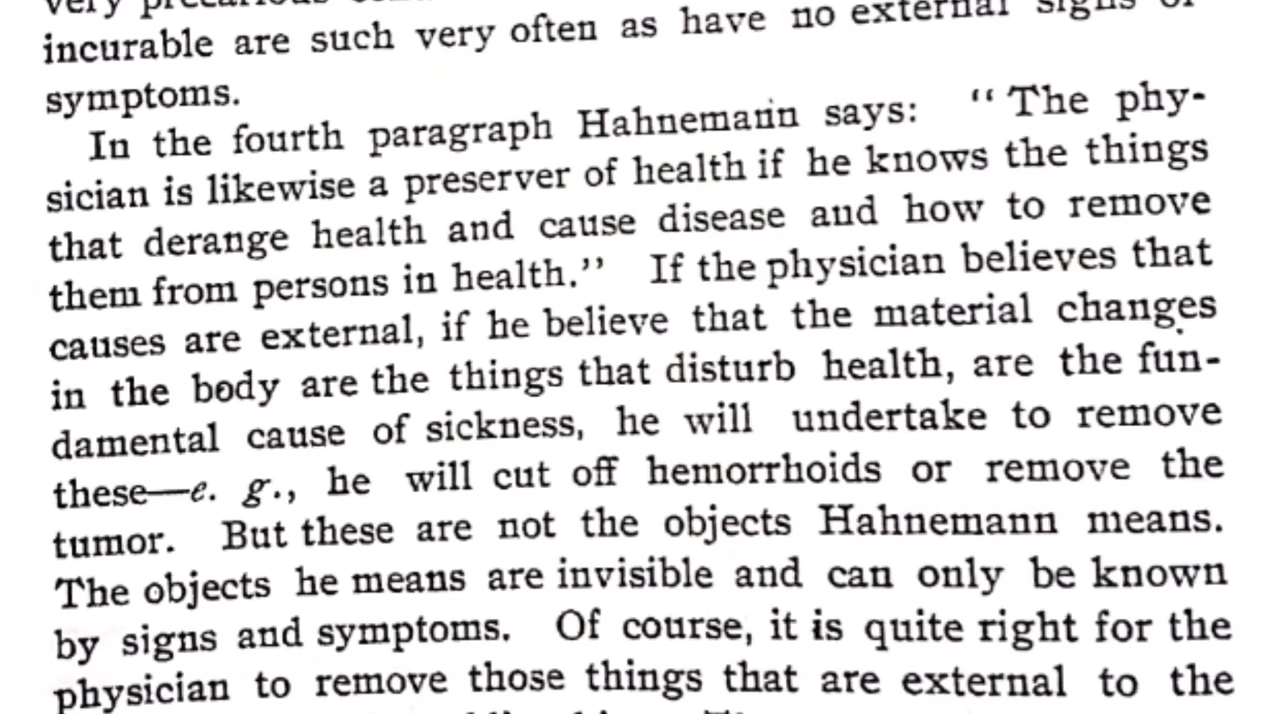 very precarious
incurable are such very often as have no external signs or
symptoms.
In the fourth paragraph Hahnemann says: "The phy-
sician is likewise a preserver of health if he knows the things
that derange health and cause disease and how to remove
them from persons in health." If the physician believes that
causes are external, if he believe that the material changes
in the body are the things that disturb health, are the fun-
damental cause of sickness, he will undertake to remove
these—e. g., he will cut off hemorrhoids or remove the
tumor. But these are not the objects Hahnemann means.
The objects he means are invisible and can only be known
by signs and symptoms. Of course, it is quite right for the
physician to remove those things that are external to the